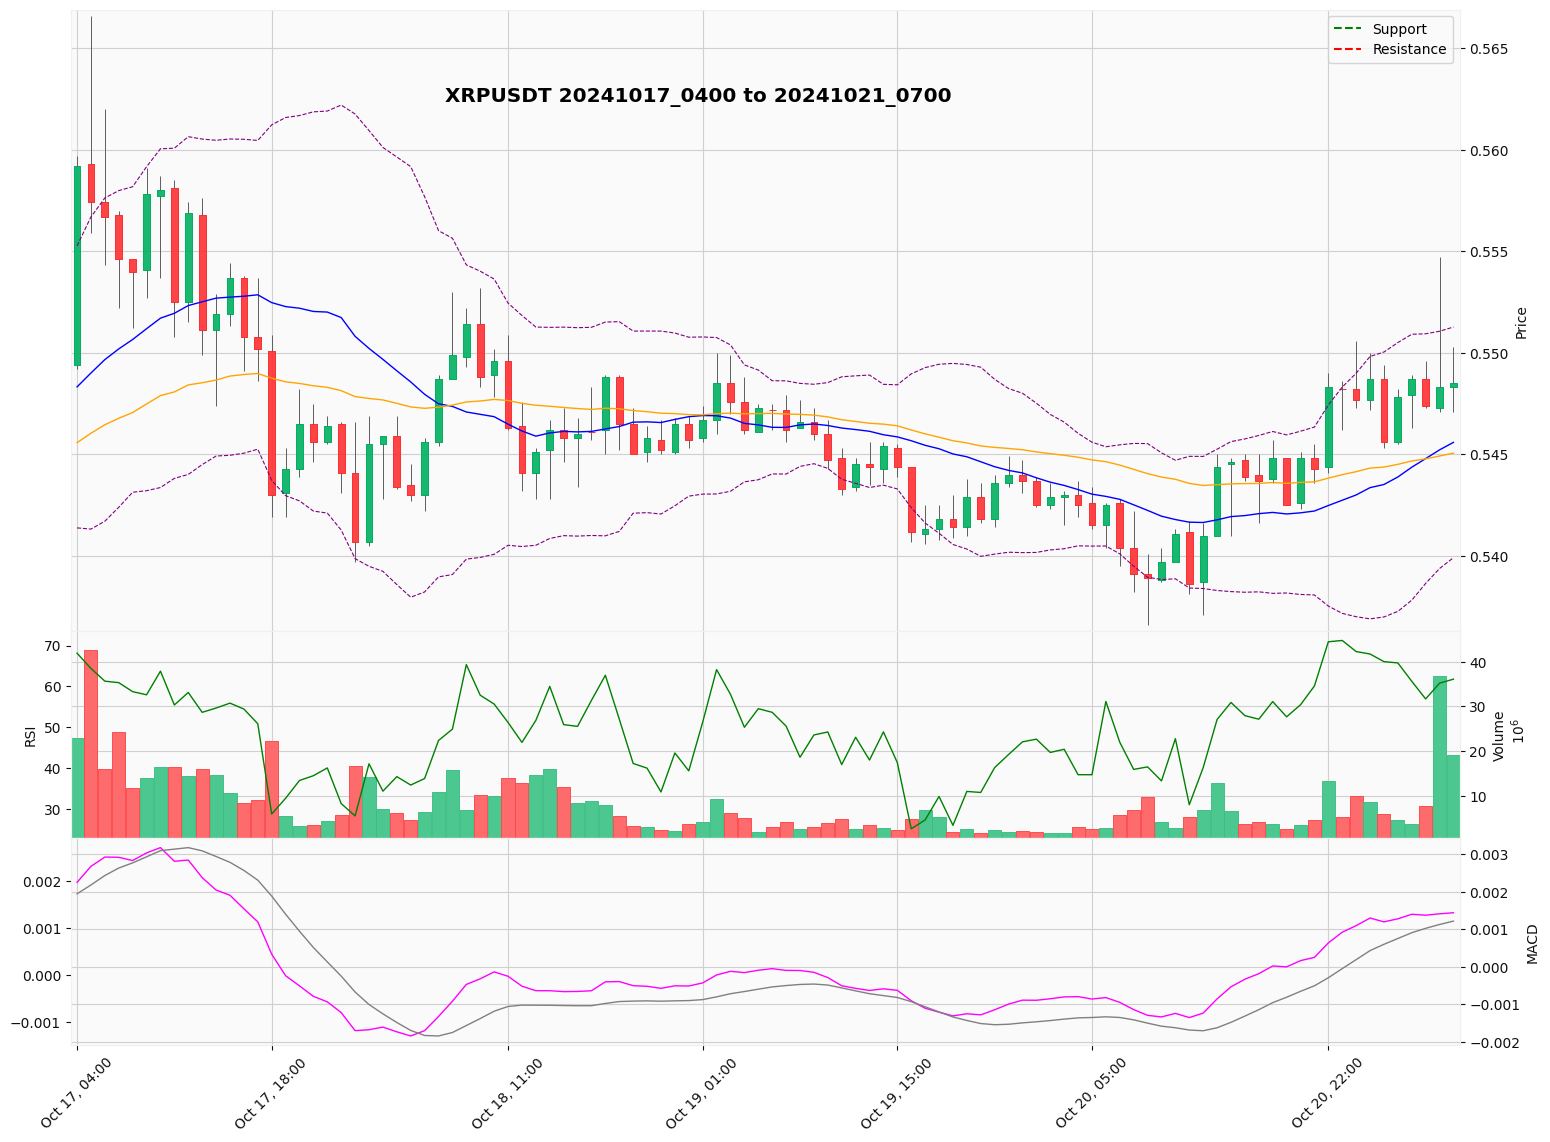 Support
Resistance
XRPUSDT 20241017_0400 to 20241021_0700
0.565
0.560
0.555
0.550
0.545
0.540
Price
70
60
50
40
30
RSI
40
30
20
10
Volume
10^6
0.002
0.001
0.000
−0.001
0.003
0.002
0.001
0.000
−0.001
−0.002
MACD
Oct 17, 04:00
Oct 17, 18:00
Oct 18, 11:00
Oct 19, 01:00
Oct 19, 15:00
Oct 20, 05:00
Oct 20, 22:00